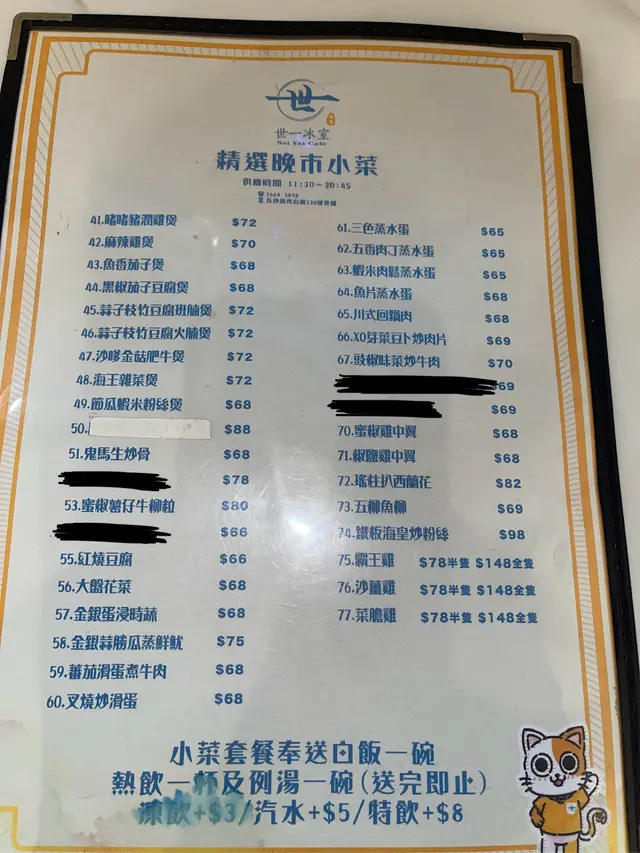 世一
世一冰室
Sai Yat Cafe
精選晚市小菜
供應時間 11:30~20:45
41.啫啫豬潤雞煲 $72
42.麻辣雞煲 $70
43.魚香茄子煲 $68
44.黑椒茄子豆腐煲 $68
45.蒜子枝竹豆腐班腩煲 $72
46.蒜子枝竹豆腐火腩煲 $72
47.沙嗲金菇肥牛煲 $72
48.海王雜菜煲 $72
49.節瓜蝦米粉絲煲 $68
50. $88
51.鬼馬生炒骨 $68
$78
53.蜜椒薯仔牛柳粒 $80
$66
55.紅燒豆腐 $66
56.大盤花菜 $68
57.金銀蛋浸時蔬 $68
58.金銀蒜勝瓜蒸鮮魷 $75
59.蕃茄滑蛋煮牛肉 $68
60.叉燒炒滑蛋 $68
61.三色蒸水蛋 $65
62.五香肉丁蒸水蛋 $65
63.蝦米肉鬆蒸水蛋 $65
64.魚片蒸水蛋 $68
65.川式回鍋肉 $68
66.XO芽菜豆卜炒肉片 $69
67.豉椒味菜炒牛肉 $70
69
$69
70.蜜椒雞中翼 $68
71.椒鹽雞中翼 $68
72.瑤柱扒西蘭花 $82
73.五柳魚柳 $69
74.鐵板海皇炒粉絲 $98
75.霸王雞 $78半隻 $148全隻
76.沙薑雞 $78半隻 $148全隻
77.菜膽雞 $78半隻 $148全隻
小菜套餐奉送白飯一碗
熱飲一杯及例湯一碗(送完即止)
凍飲+$3/汽水+$5/特飲+$8